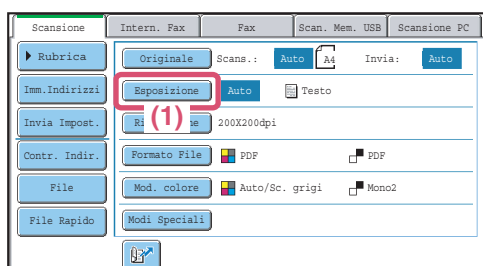 Scansione Intern. Fax Fax Scan. Mem. USB Scansione PC
Rubrica Originale Scans.: Auto A4 Invia: Auto
Imm.Indirizzi Esposizione Auto Testo
Invia Impost. (1) 200X200dpi
Contr. Indir. Formato File PDF PDF
File Mod. colore Auto/Sc. grigi Mono2
File Rapido Modi Speciali